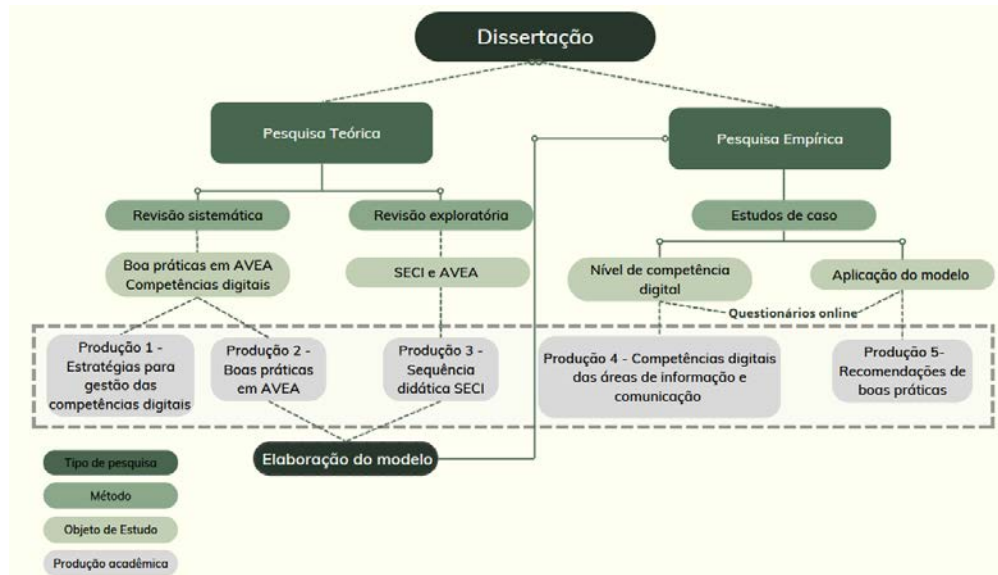 Dissertação
Pesquisa Teórica
Pesquisa Empírica
Revisão sistemática
Revisão exploratória
Estudos de caso
Boa práticas em AVEA
Competências digitais
SECI e AVEA
Nível de competência
digital
Aplicação do modelo
Questionários online
Produção 1 -
Estratégias para
gestão das
competências digitais
Produção 2 -
Boas práticas
em AVEA
Produção 3 -
Sequência
didática SECI
Produção 4 - Competências digitais
das áreas de informação e
comunicação
Produção 5-
Recomendações de
boas práticas
Elaboração do modelo
Tipo de pesquisa
Método
Objeto de Estudo
Produção acadêmica